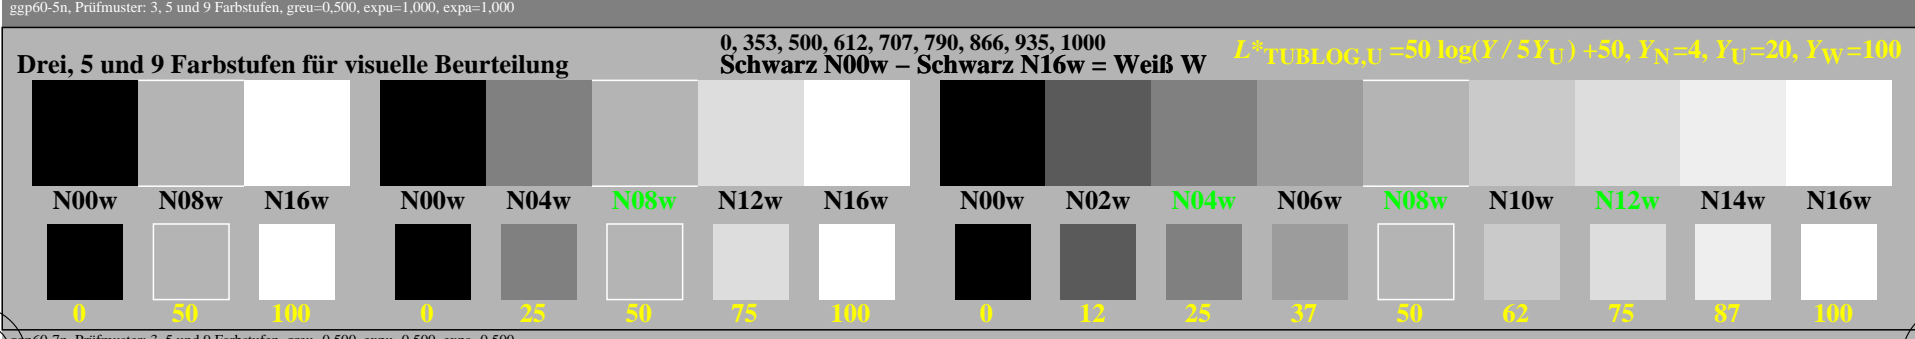 ggp60-5n, Prüfmuster: 3, 5 und 9 Farbstufen, greu=0,500, expu=1,000, expa=1,000
0, 353, 500, 612, 707, 790, 866, 935, 1000
L*TUBLOG,U =50 log(Y / 5YU) +50, YN=4, YU=20, YW=100
Drei, 5 und 9 Farbstufen für visuelle Beurteilung
Schwarz N00w – Schwarz N16w = Weiß W
N00w N08w N16w N00w N04w N08w N12w N16w N00w N02w N04w N06w N08w N10w N12w N14w N16w
0 50 100 0 25 50 75 100 0 12 25 37 50 62 75 87 100